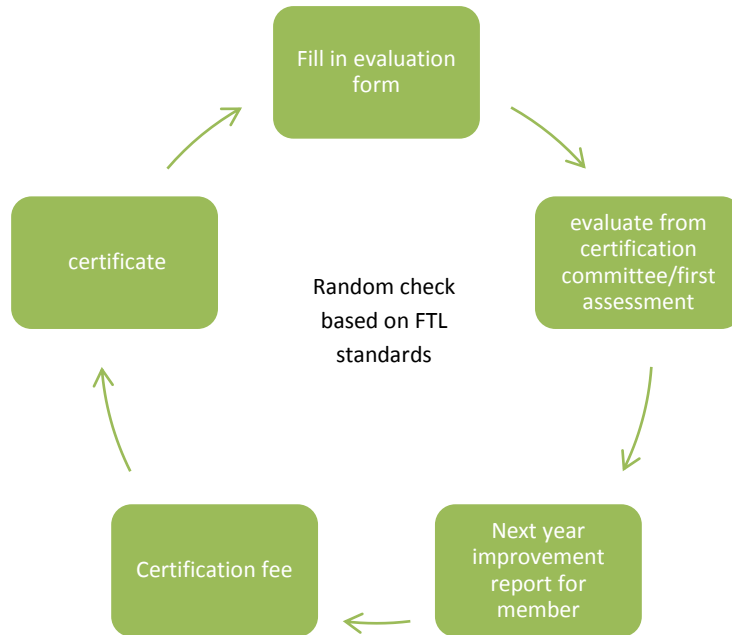 Fill in evaluation
form
evaluate from
certification
committee/first
assessment
Next year
improvement
report for
member
Certification fee
certificate
Random check
based on FTL
standards